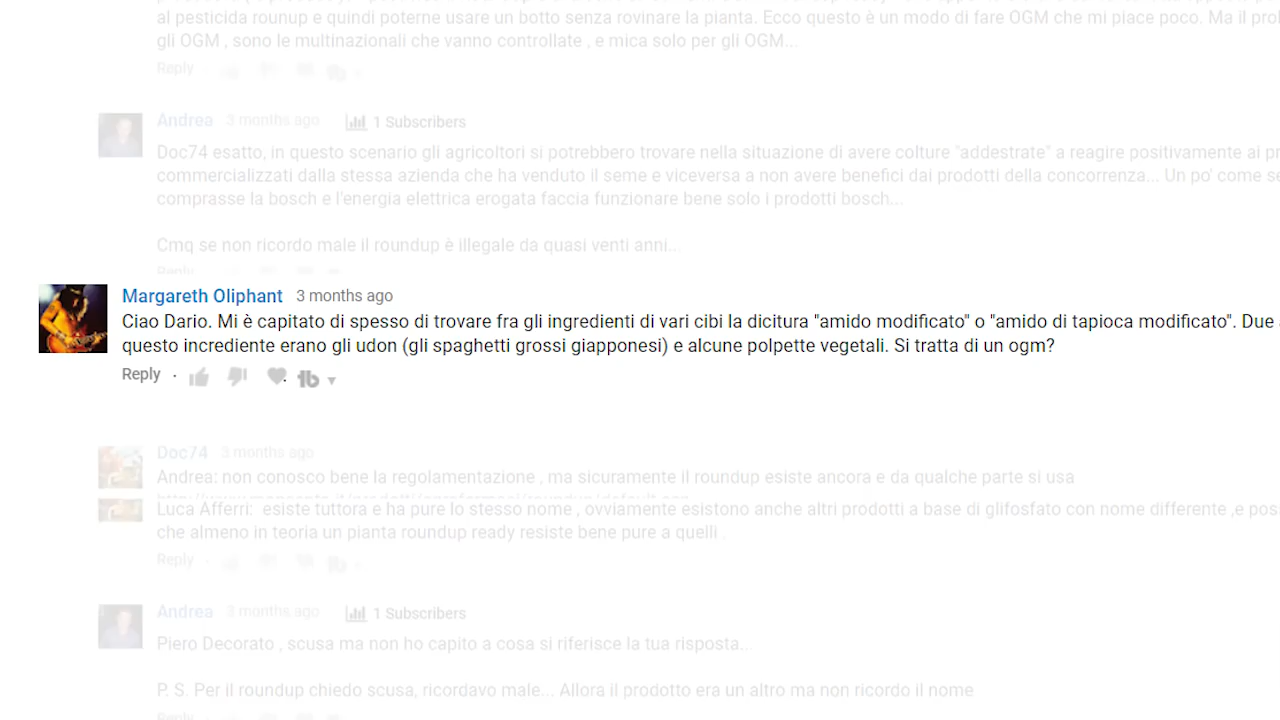 al pesticida rounup e quindi poterne usare un botto senza rovinare la pianta. Ecco questo è un modo di fare OGM che mi piace poco. Ma il
gli OGM , sono le multinazionali che vanno controllate , e mica solo per gli OGM...
Reply
Andrea 3 months ago 1 Subscribers
Doc74 esatto, in questo scenario gli agricoltori si potrebbero trovare nella situazione di avere colture "addestrate" a reagire positivamente ai
commercializzati dalla stessa azienda che ha venduto il seme e viceversa a non avere benefici dai prodotti della concorrenza... Un po' come
comprasse la bosch e l'energia elettrica erogata faccia funzionare bene solo i prodotti bosch...
Cmq se non ricordo male il roundup è illegale da quasi venti anni...
Reply
Margareth Oliphant 3 months ago
Ciao Dario. Mi è capitato di spesso di trovare fra gli ingredienti di vari cibi la dicitura "amido modificato" o "amido di tapioca modificato". Due
questo incrediente erano gli udon (gli spaghetti grossi giapponesi) e alcune polpette vegetali. Si tratta di un ogm?
Reply ·
Doc74 3 months ago
Andrea: non conosco bene la regolamentazione , ma sicuramente il roundup esiste ancora e da qualche parte si usa
Luca Afferri: esiste tuttora e ha pure lo stesso nome , ovviamente esistono anche altri prodotti a base di glifosfato con nome differente ,e
che almeno in teoria un pianta roundup ready resiste bene pure a quelli .
Reply ·
Andrea 3 months ago 1 Subscribers
Piero Decorato , scusa ma non ho capito a cosa si riferisce la tua risposta...
P. S. Per il roundup chiedo scusa, ricordavo male... Allora il prodotto era un altro ma non ricordo il nome
Reply